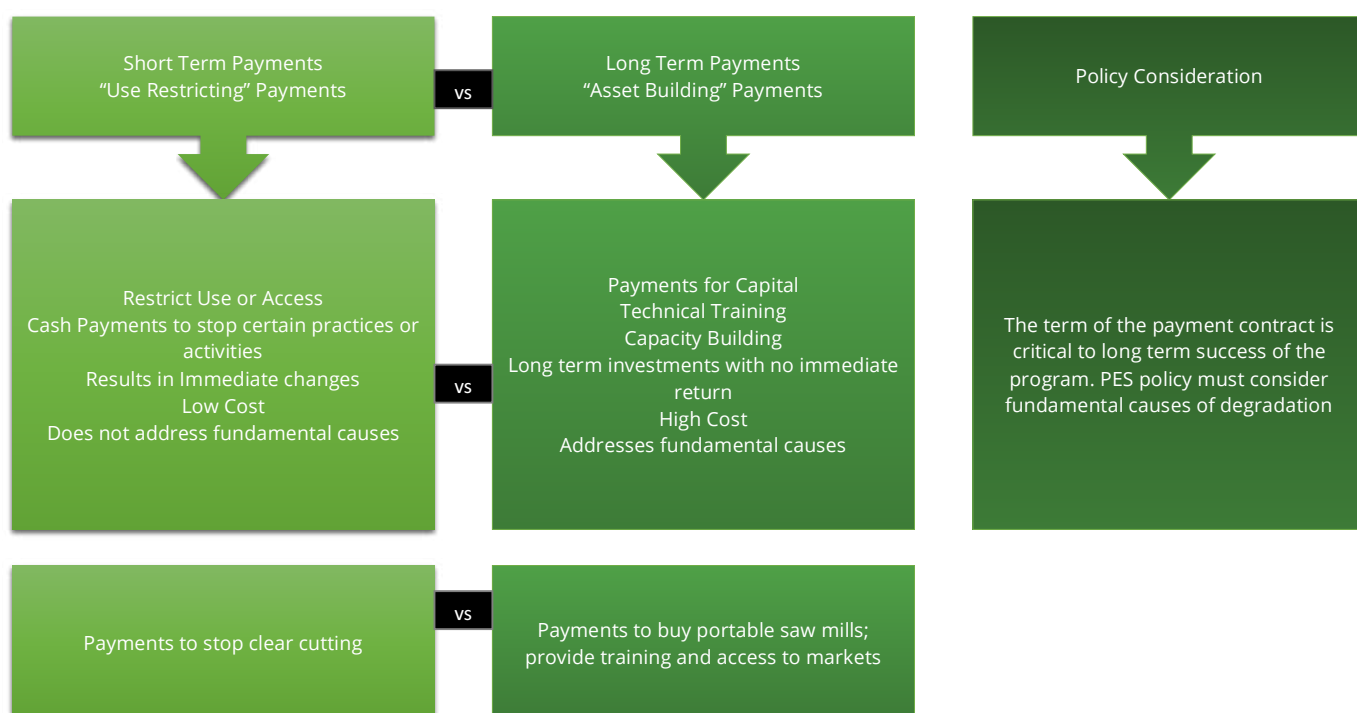 Short Term Payments
“Use Restricting” Payments
vs
Long Term Payments
“Asset Building” Payments
Policy Consideration
Restrict Use or Access
Cash Payments to stop certain practices or
activities
Results in Immediate changes
Low Cost
Does not address fundamental causes
vs
Payments for Capital
Technical Training
Capacity Building
Long term investments with no immediate
return
High Cost
Addresses fundamental causes
The term of the payment contract is
critical to long term success of the
program. PES policy must consider
fundamental causes of degradation
Payments to stop clear cutting
vs
Payments to buy portable saw mills;
provide training and access to markets